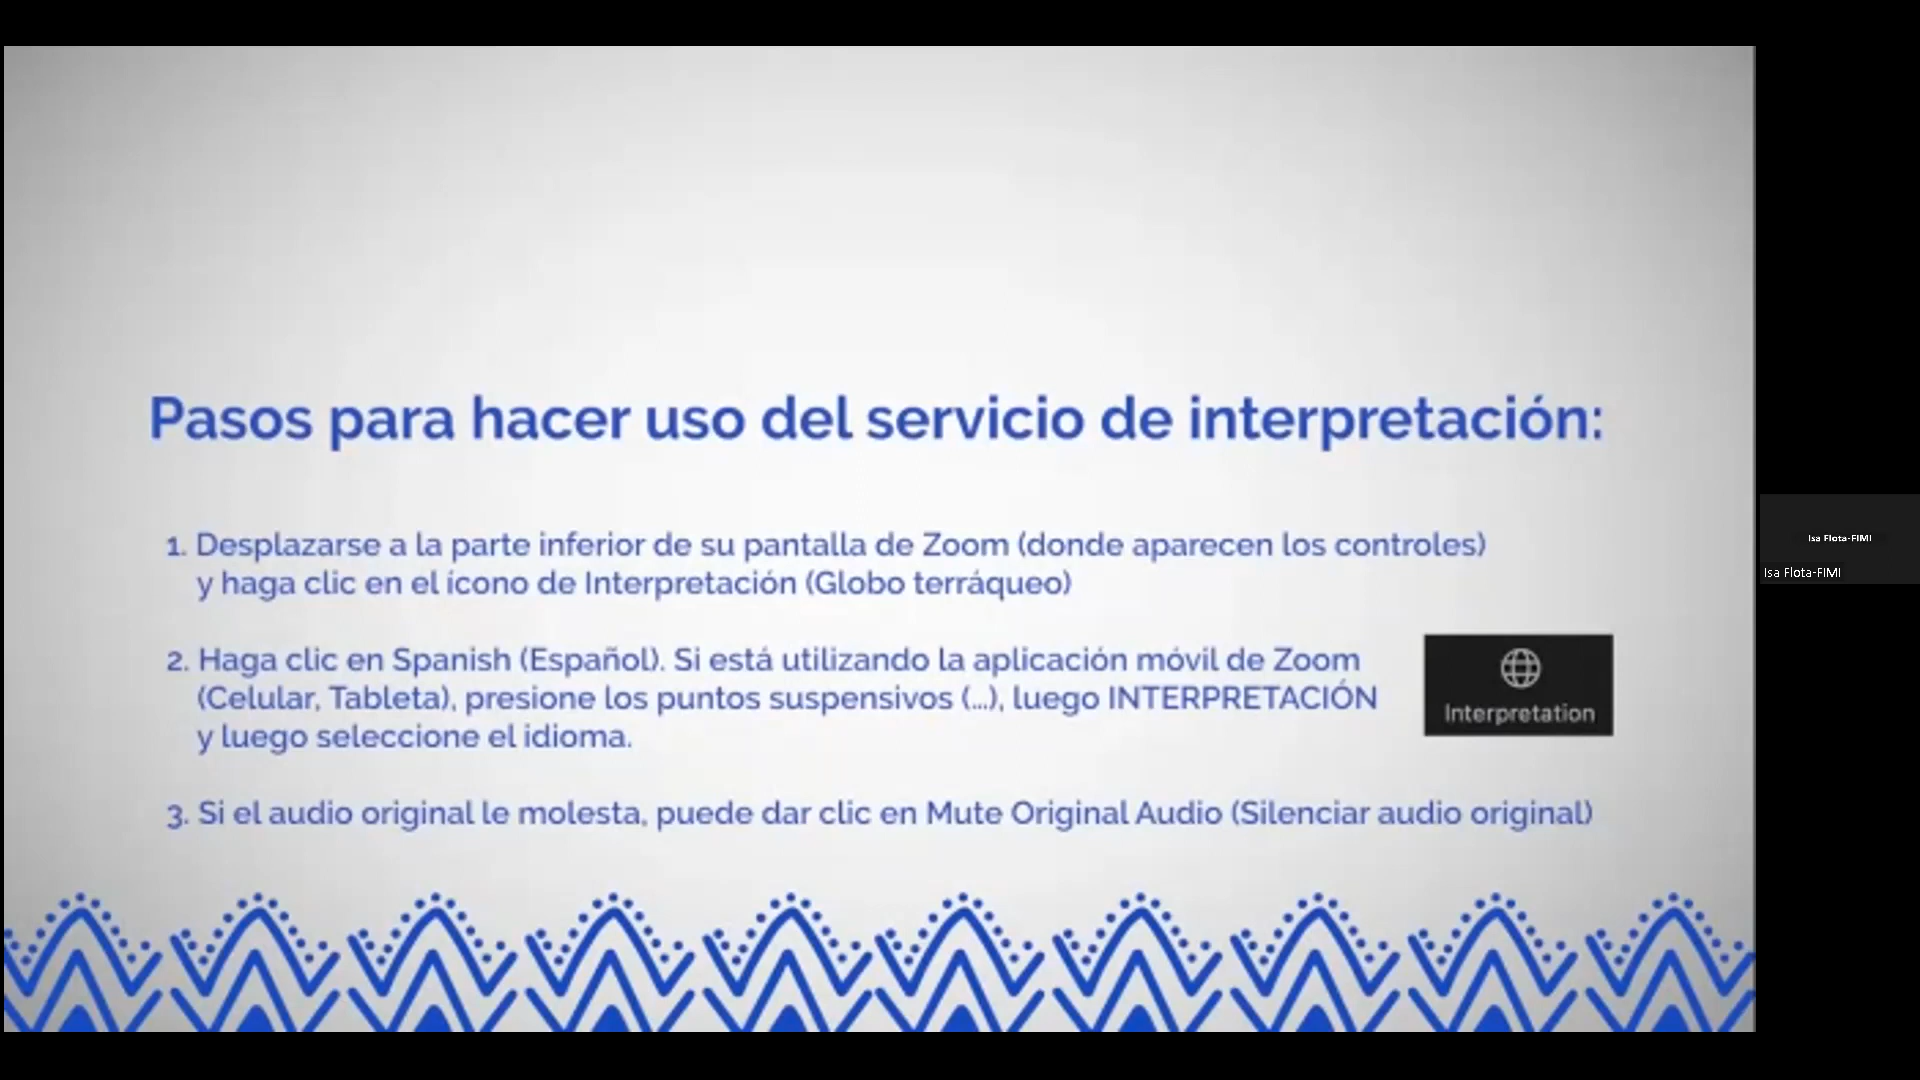 Pasos para hacer uso del servicio de interpretación:
1. Desplazarse a la parte inferior de su pantalla de Zoom (donde aparecen los controles)
y haga clic en el ícono de Interpretación (Globo terráqueo)
2. Haga clic en Spanish (Español). Si está utilizando la aplicación móvil de Zoom
(Celular, Tableta), presione los puntos suspensivos (...), luego INTERPRETACIÓN
y luego seleccione el idioma.
Interpretation
3. Si el audio original le molesta, puede dar clic en Mute Original Audio (Silenciar audio original)
Isa Flota-FIMI
Isa Flota-FIMI